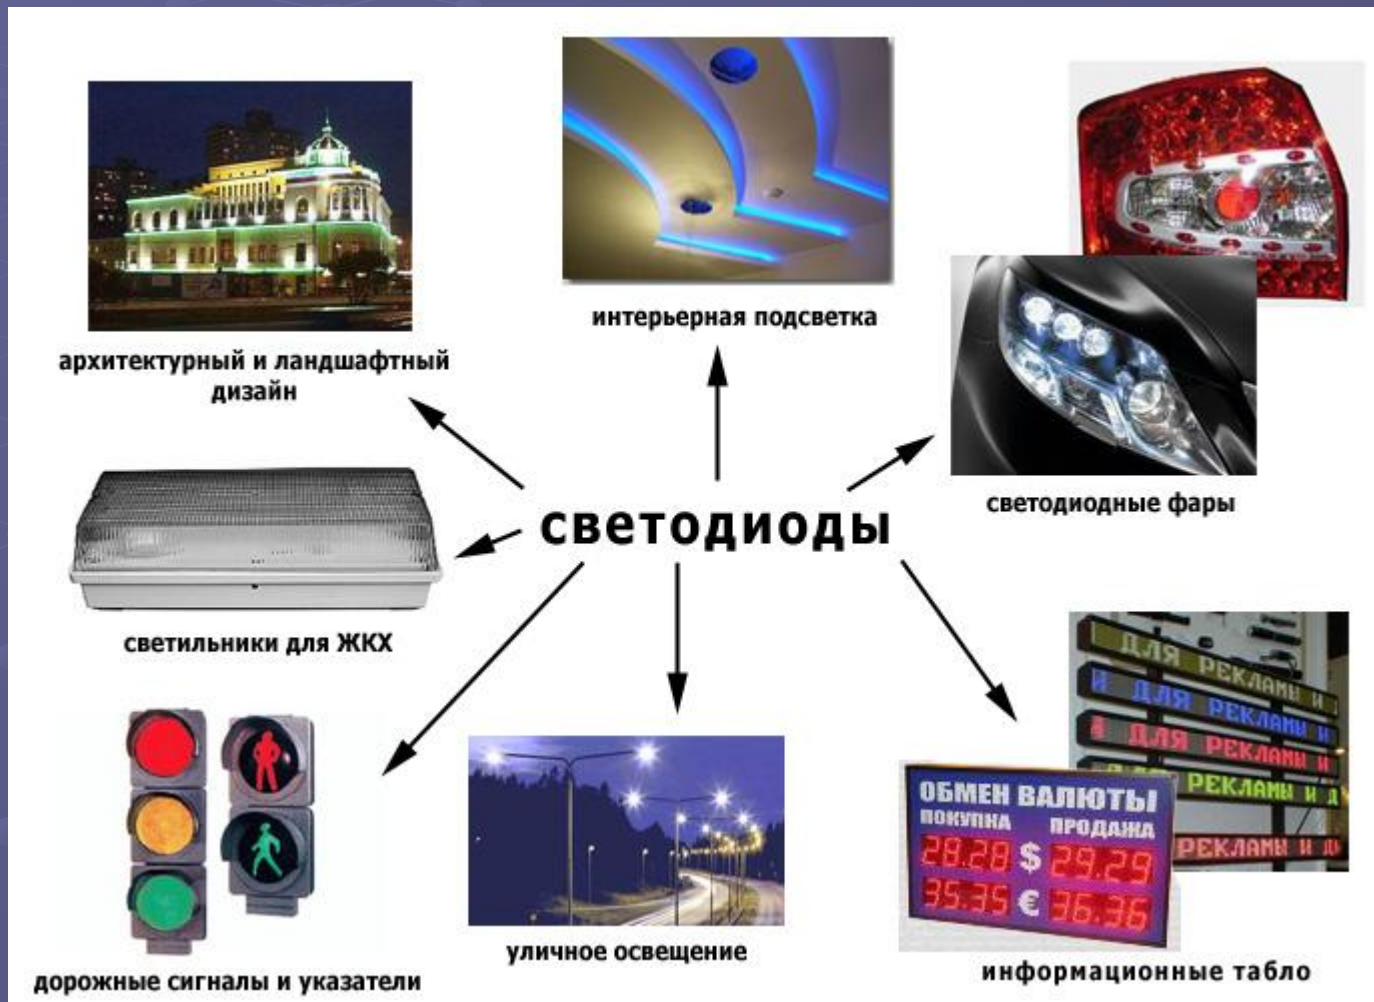 интерьерная подсветка
архитектурный и ландшафтный
дизайн
светодиодные фары
светодиоды
светильники для ЖКХ
ДЛЯ РЕКЛАМЫ И
И ДЛЯ РЕКЛАМЫ И
ДЛЯ РЕКЛАМЫ И
ДЛЯ РЕКЛАМЫ И Д
РЕКЛАМЫ И
ОБМЕН ВАЛЮТЫ
ПОКУПКА ПРОДАЖА
28.28 $ 29.29
35.35 € 36.36
уличное освещение
информационные табло
дорожные сигналы и указатели